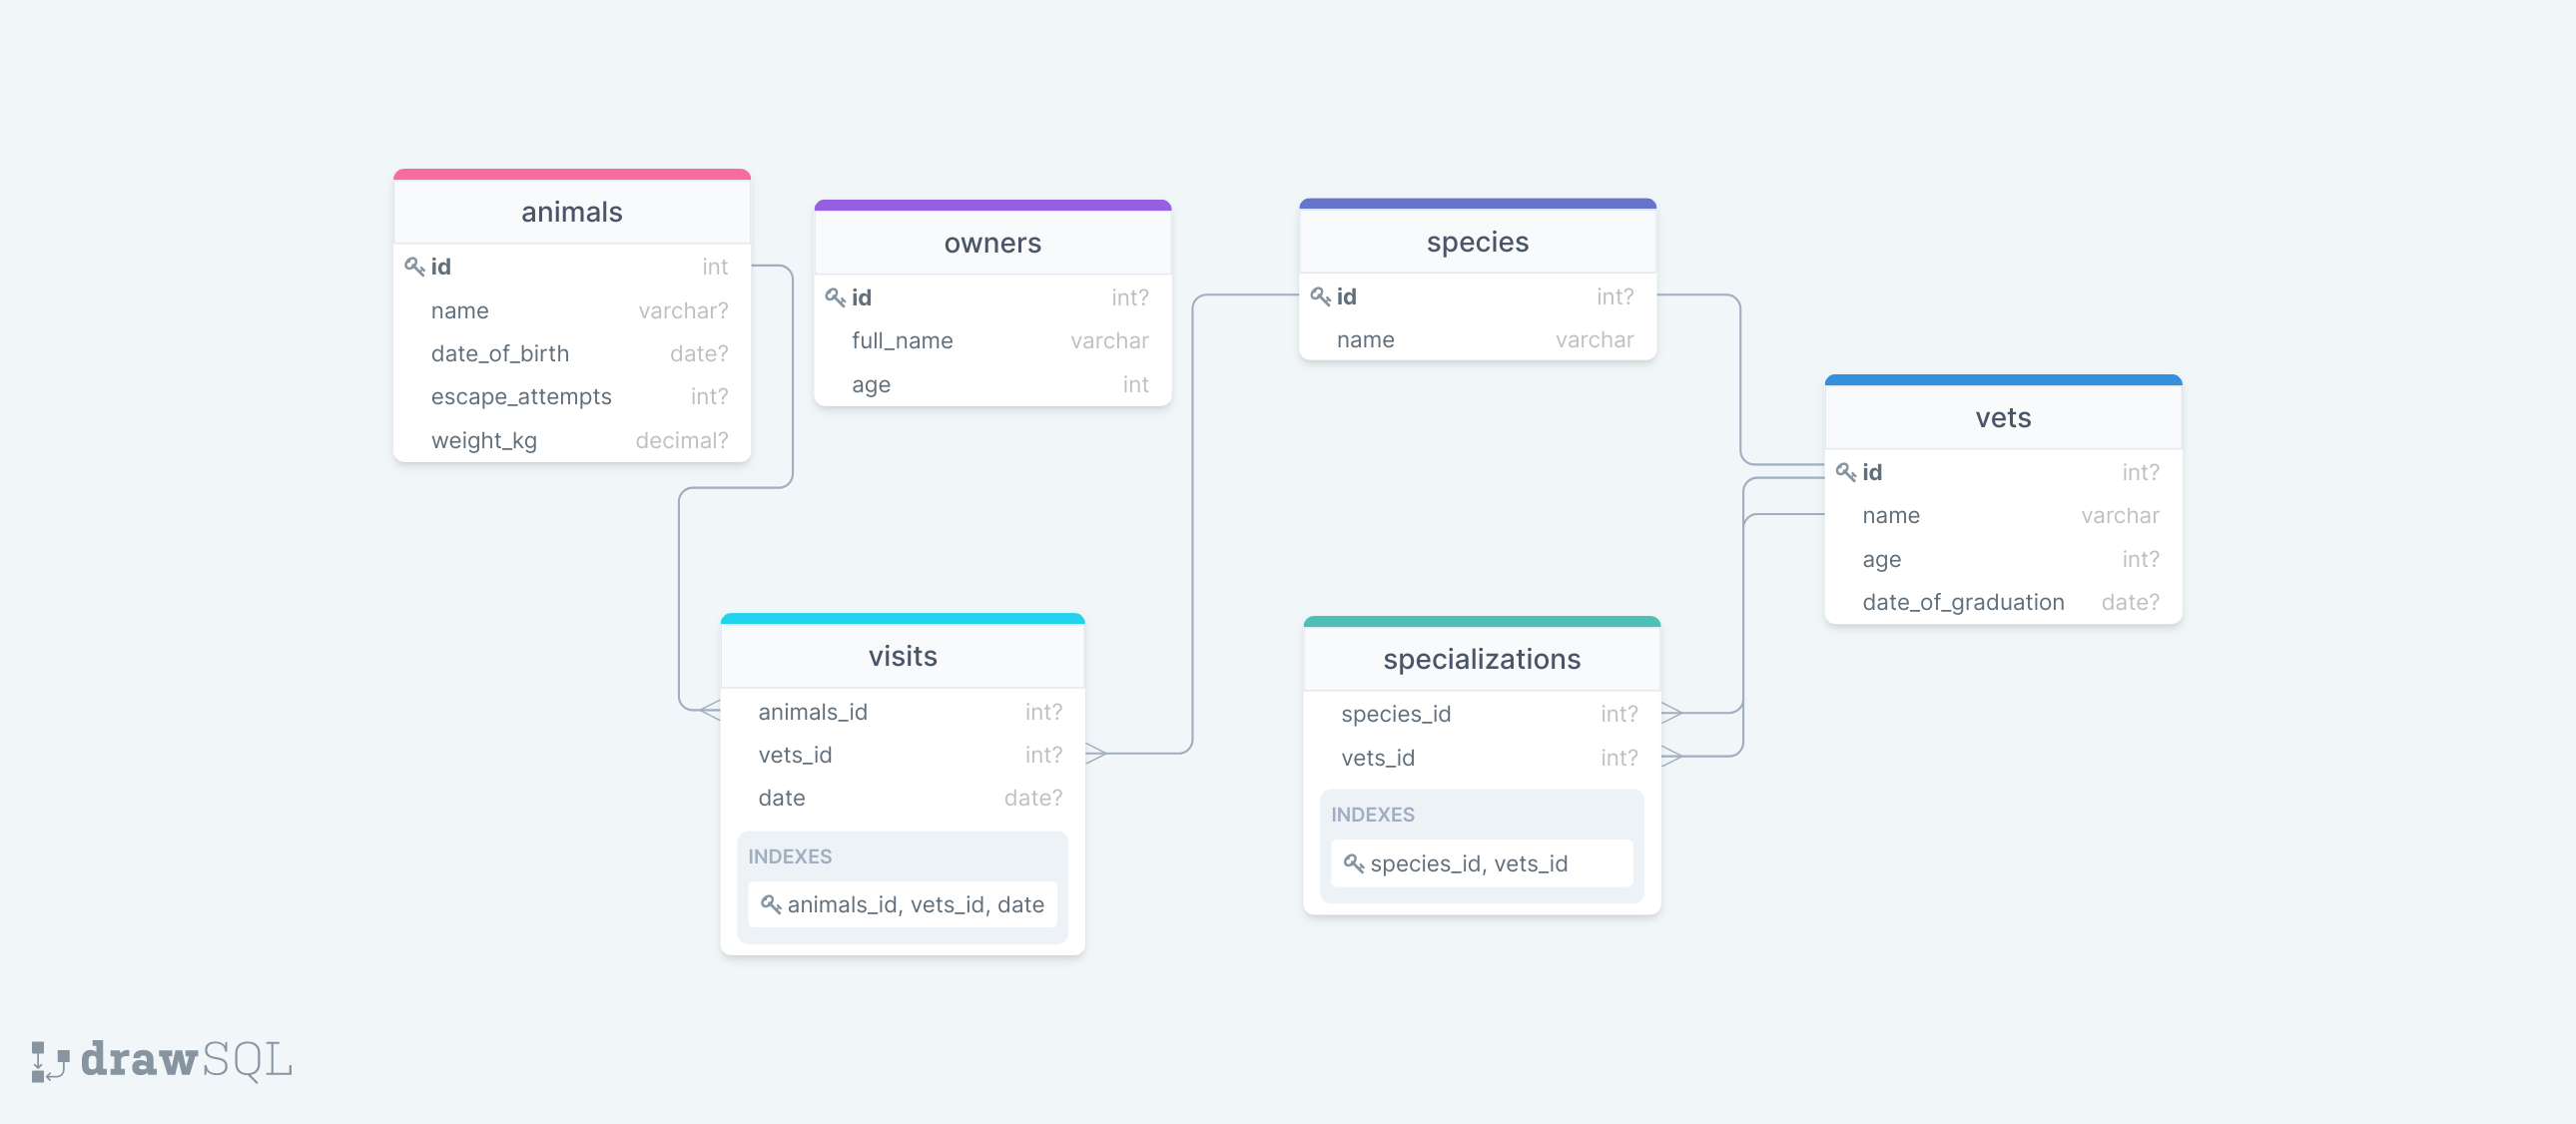 animals
id int
name varchar?
date_of_birth date?
escape_attempts int?
weight_kg decimal?
owners
id int?
full_name varchar
age int
species
id int?
name varchar
vets
id int?
name varchar
age int?
date_of_graduation date?
visits
animals_id int?
vets_id int?
date date?
INDEXES
animals_id, vets_id, date
specializations
species_id int?
vets_id int?
INDEXES
species_id, vets_id
drawSQL